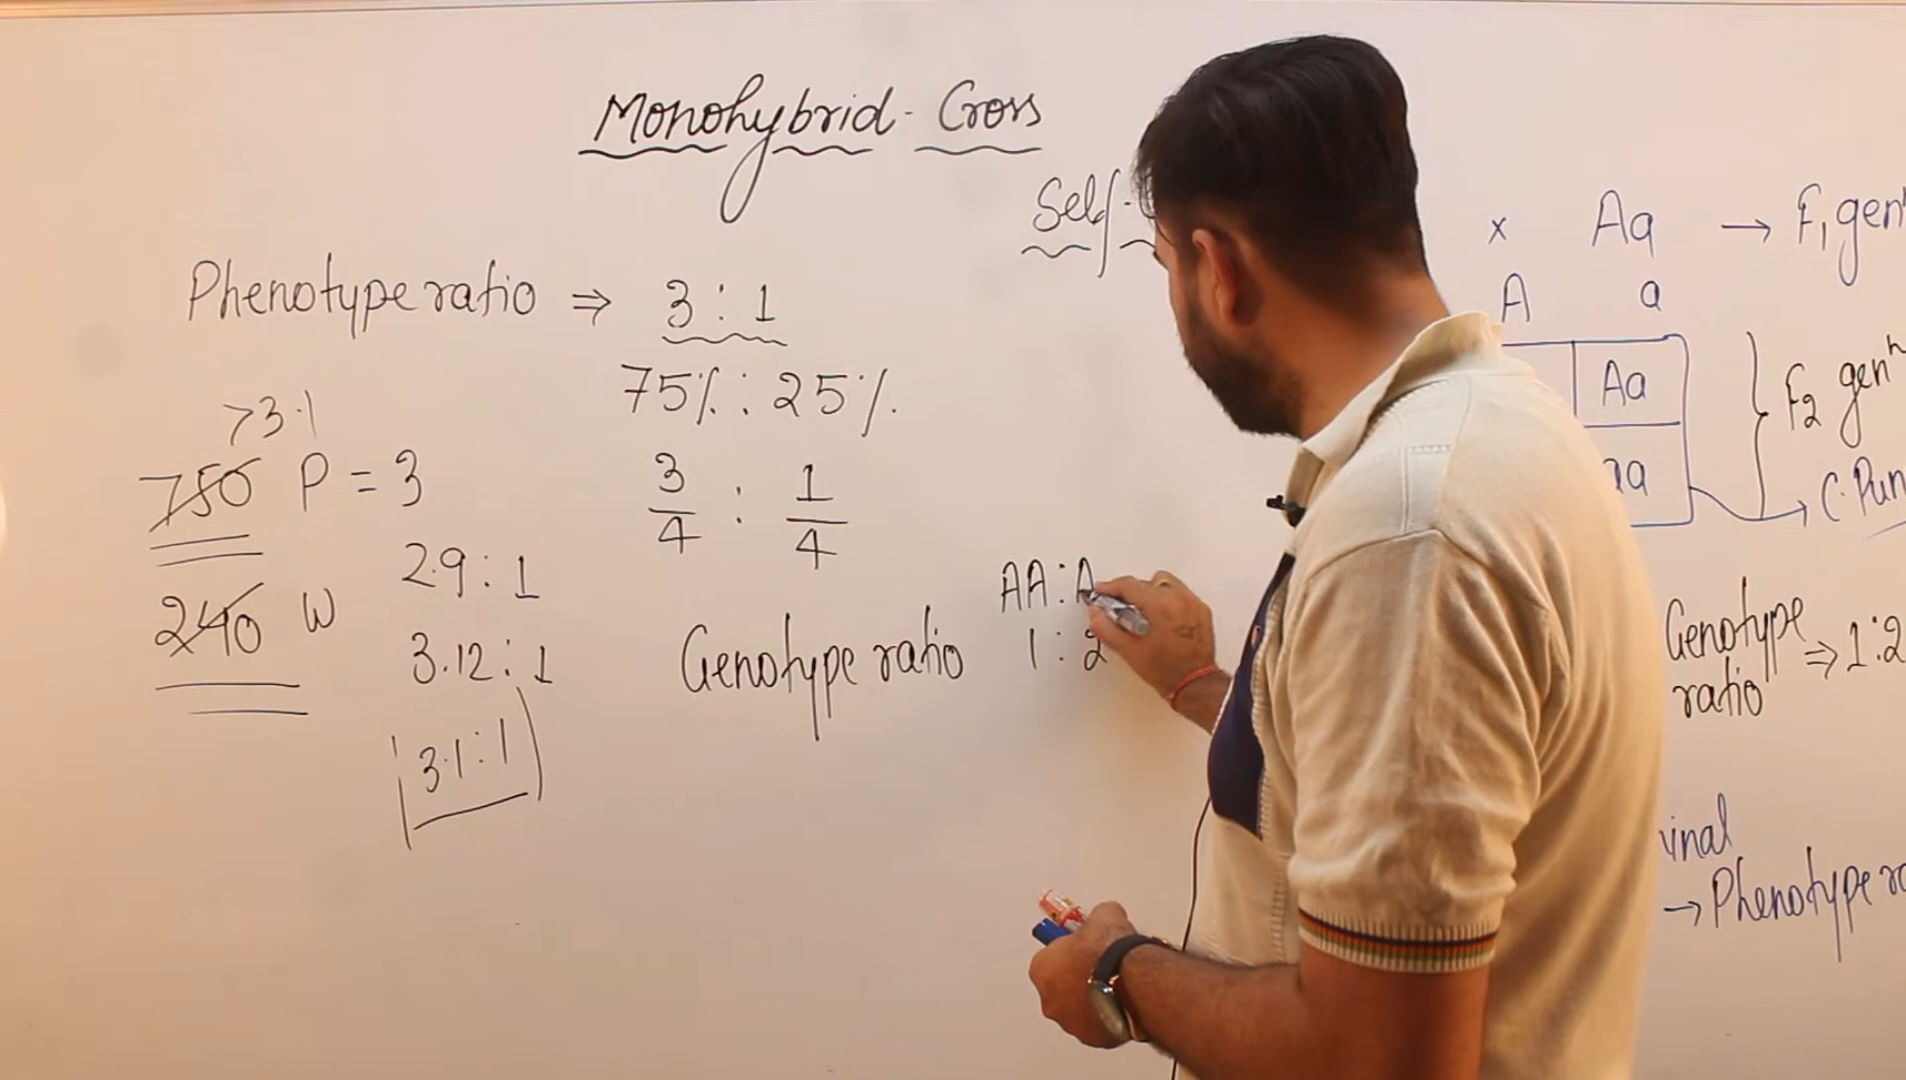 Monohybrid - Cross
Self-
Phenotype ratio ⇒ 3 : 1
75% : 25%
3/4 : 1/4
>3.1
750 P = 3
2.9 : 1
240 W
3.12 : 1
3.1 : 1
AA : A
Genotype ratio 1 : 2
x Aa → F₁ gen
A a
Aa
aa
F₂ genⁿ
Genotype ratio ⇒ 1:2
→ Phenotype